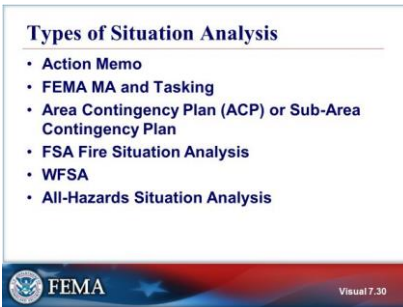 Types of Situation Analysis
• Action Memo
• FEMA MA and Tasking
• Area Contingency Plan (ACP) or Sub-Area
Contingency Plan
• FSA Fire Situation Analysis
• WFSA
• All-Hazards Situation Analysis
FEMA
Visual 7.30